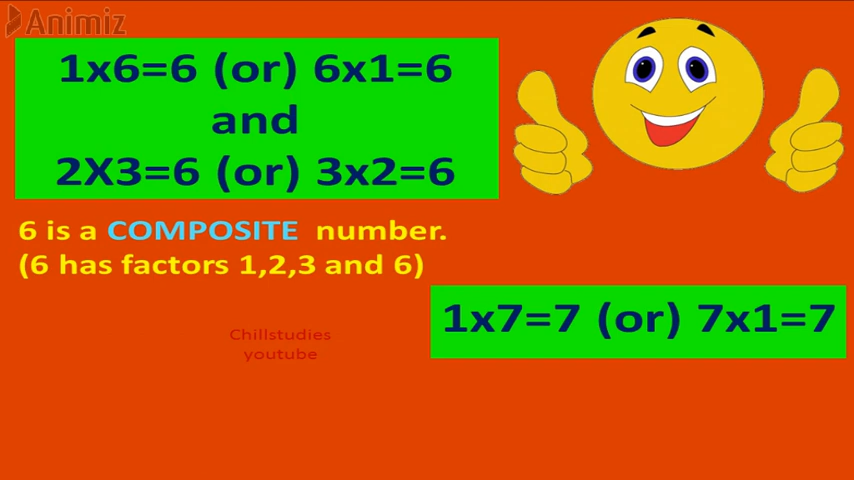 Animiz
1x6=6 (or) 6x1=6
and
2X3=6 (or) 3x2=6
6 is a COMPOSITE number.
(6 has factors 1,2,3 and 6)
1x7=7 (or) 7x1=7
Chillstudies
youtube